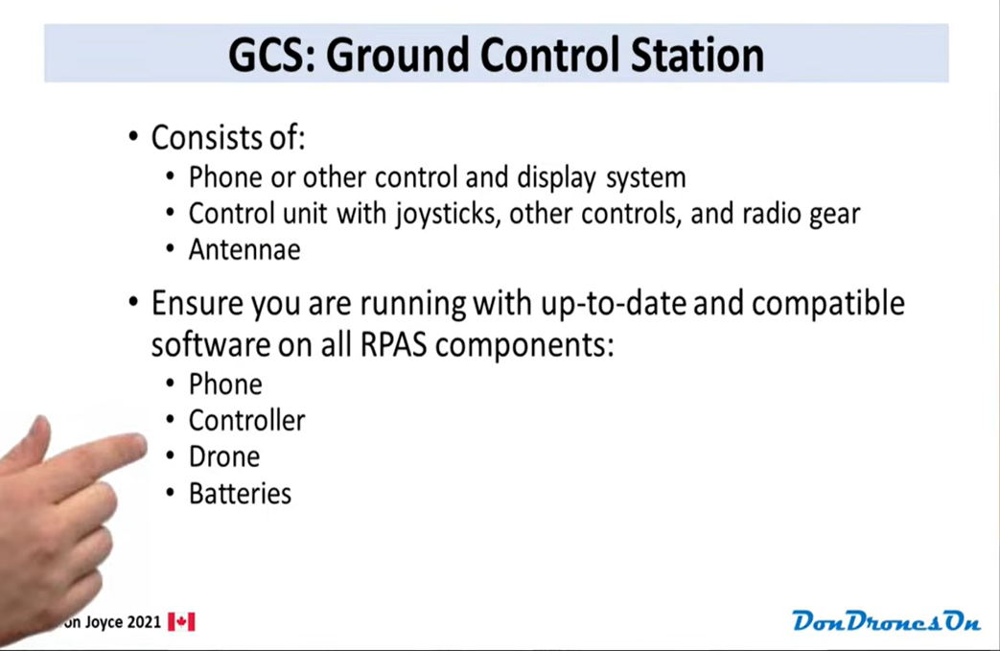 GCS: Ground Control Station
• Consists of:
• Phone or other control and display system
• Control unit with joysticks, other controls, and radio gear
• Antennae
• Ensure you are running with up-to-date and compatible
software on all RPAS components:
• Phone
• Controller
• Drone
• Batteries
Joyce 2021
DonDronesOn